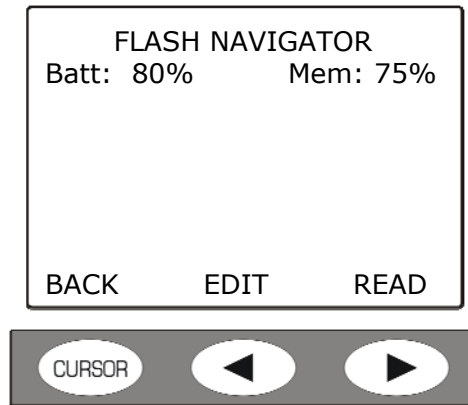 FLASH NAVIGATOR
Batt: 80% Mem: 75%
BACK EDIT READ
CURSOR